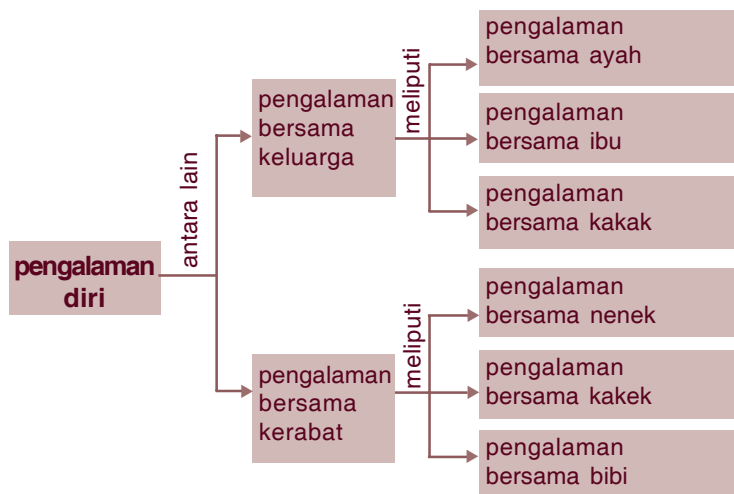 pengalaman
diri
antara lain
pengalaman
bersama
keluarga
meliputi
pengalaman
bersama ayah
pengalaman
bersama ibu
pengalaman
bersama kakak
pengalaman
bersama
kerabat
meliputi
pengalaman
bersama nenek
pengalaman
bersama kakek
pengalaman
bersama bibi